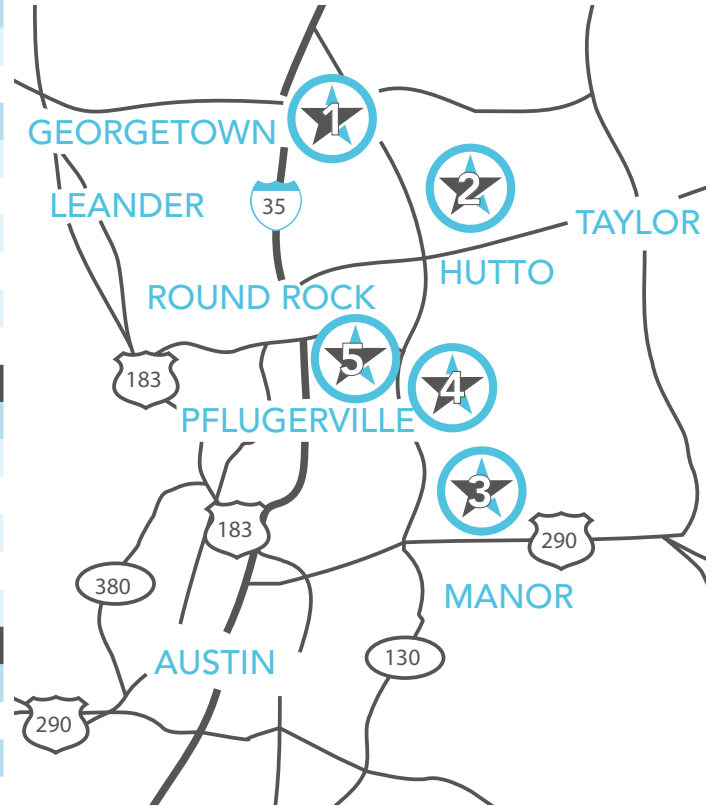 1
GEORGETOWN
2
LEANDER
35
TAYLOR
HUTTO
ROUND ROCK
5
183
4
PFLUGERVILLE
3
183
290
380
MANOR
130
AUSTIN
290